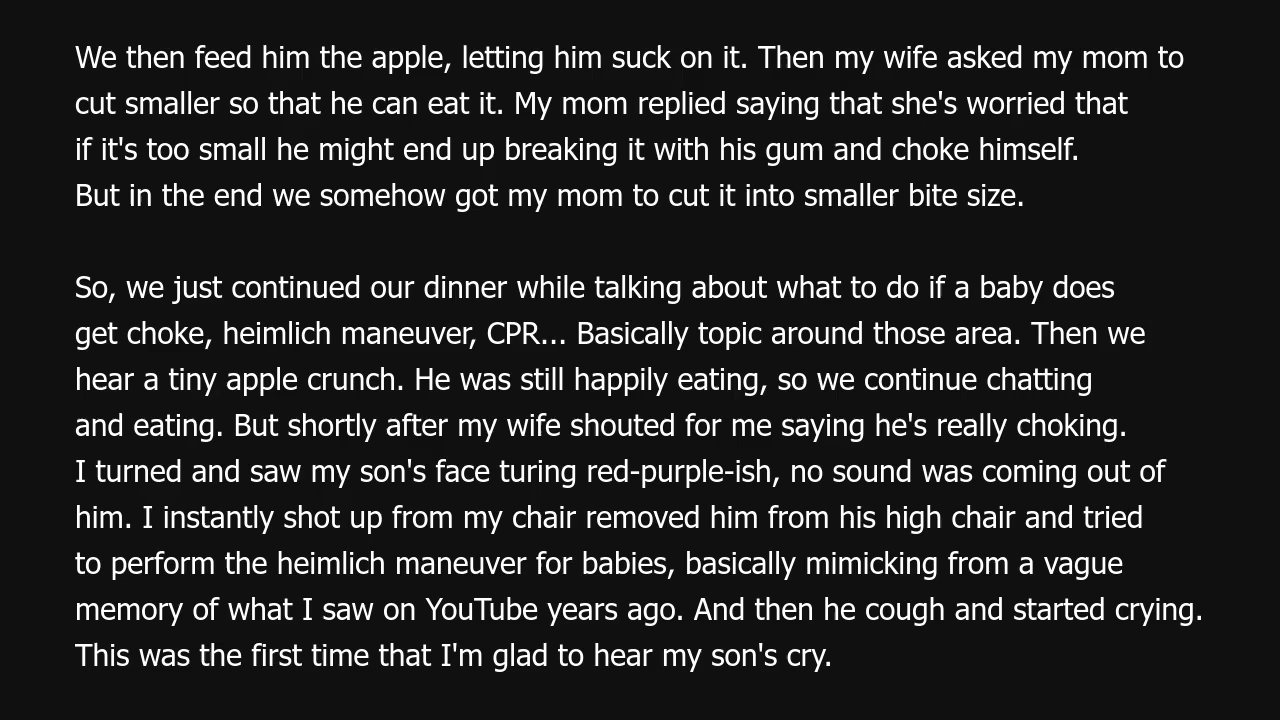 We then feed him the apple, letting him suck on it. Then my wife asked my mom to
cut smaller so that he can eat it. My mom replied saying that she's worried that
if it's too small he might end up breaking it with his gum and choke himself.
But in the end we somehow got my mom to cut it into smaller bite size.
So, we just continued our dinner while talking about what to do if a baby does
get choke, heimlich maneuver, CPR... Basically topic around those area. Then we
hear a tiny apple crunch. He was still happily eating, so we continue chatting
and eating. But shortly after my wife shouted for me saying he's really choking.
I turned and saw my son's face turing red-purple-ish, no sound was coming out of
him. I instantly shot up from my chair removed him from his high chair and tried
to perform the heimlich maneuver for babies, basically mimicking from a vague
memory of what I saw on YouTube years ago. And then he cough and started crying.
This was the first time that I'm glad to hear my son's cry.